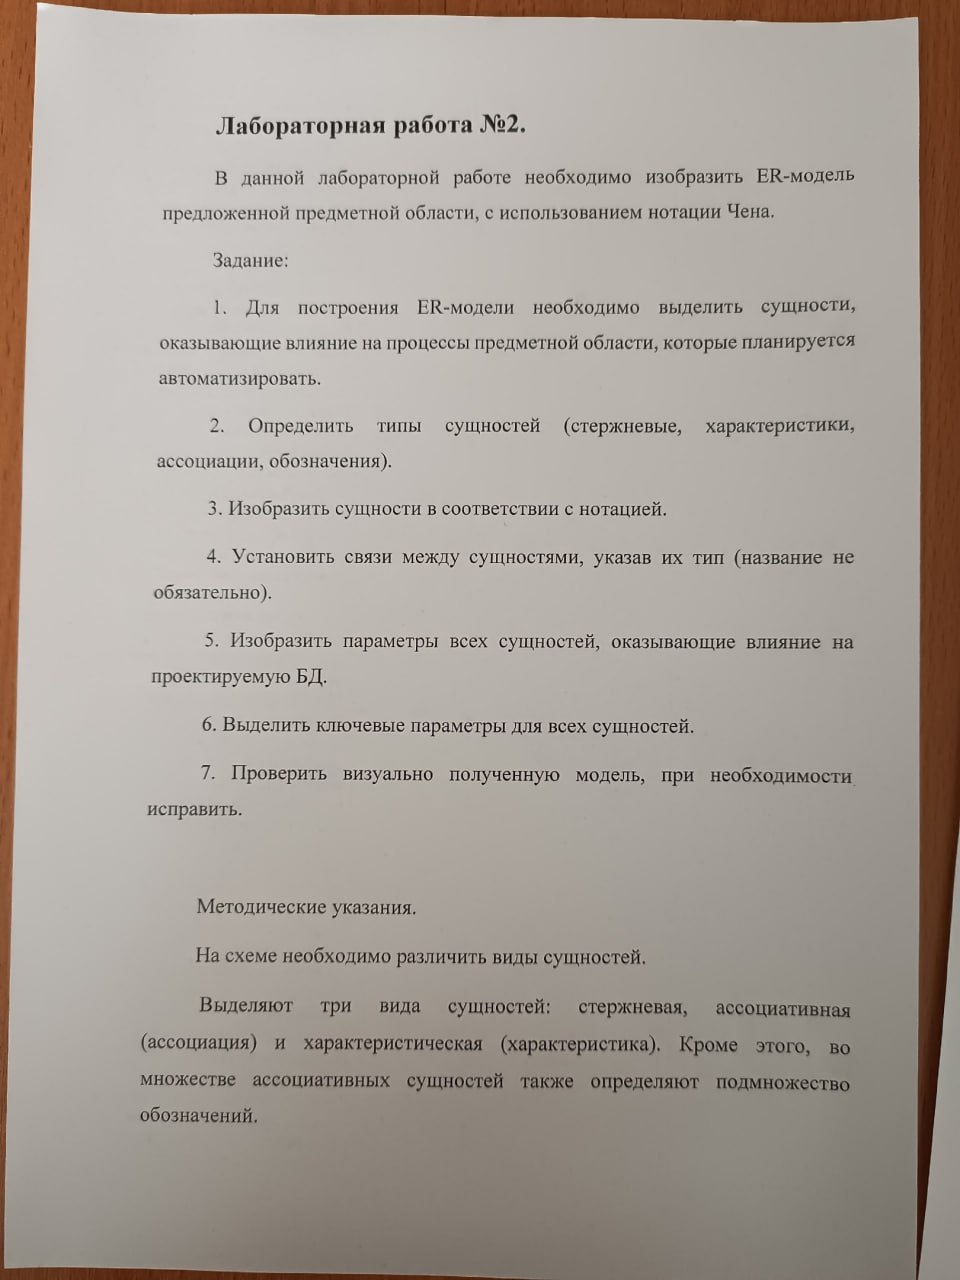 Лабораторная работа №2.
В данной лабораторной работе необходимо изобразить ER-модель
предложенной предметной области, с использованием нотации Чена.
Задание:
1. Для построения ER-модели необходимо выделить сущности,
оказывающие влияние на процессы предметной области, которые планируется
автоматизировать.
2. Определить типы сущностей (стержневые, характеристики,
ассоциации, обозначения).
3. Изобразить сущности в соответствии с нотацией.
4. Установить связи между сущностями, указав их тип (название не
обязательно).
5. Изобразить параметры всех сущностей, оказывающие влияние на
проектируемую БД.
6. Выделить ключевые параметры для всех сущностей.
7. Проверить визуально полученную модель, при необходимости
исправить.
Методические указания.
На схеме необходимо различить виды сущностей.
Выделяют три вида сущностей: стержневая, ассоциативная
(ассоциация) и характеристическая (характеристика). Кроме этого, во
множестве ассоциативных сущностей также определяют подмножество
обозначений.